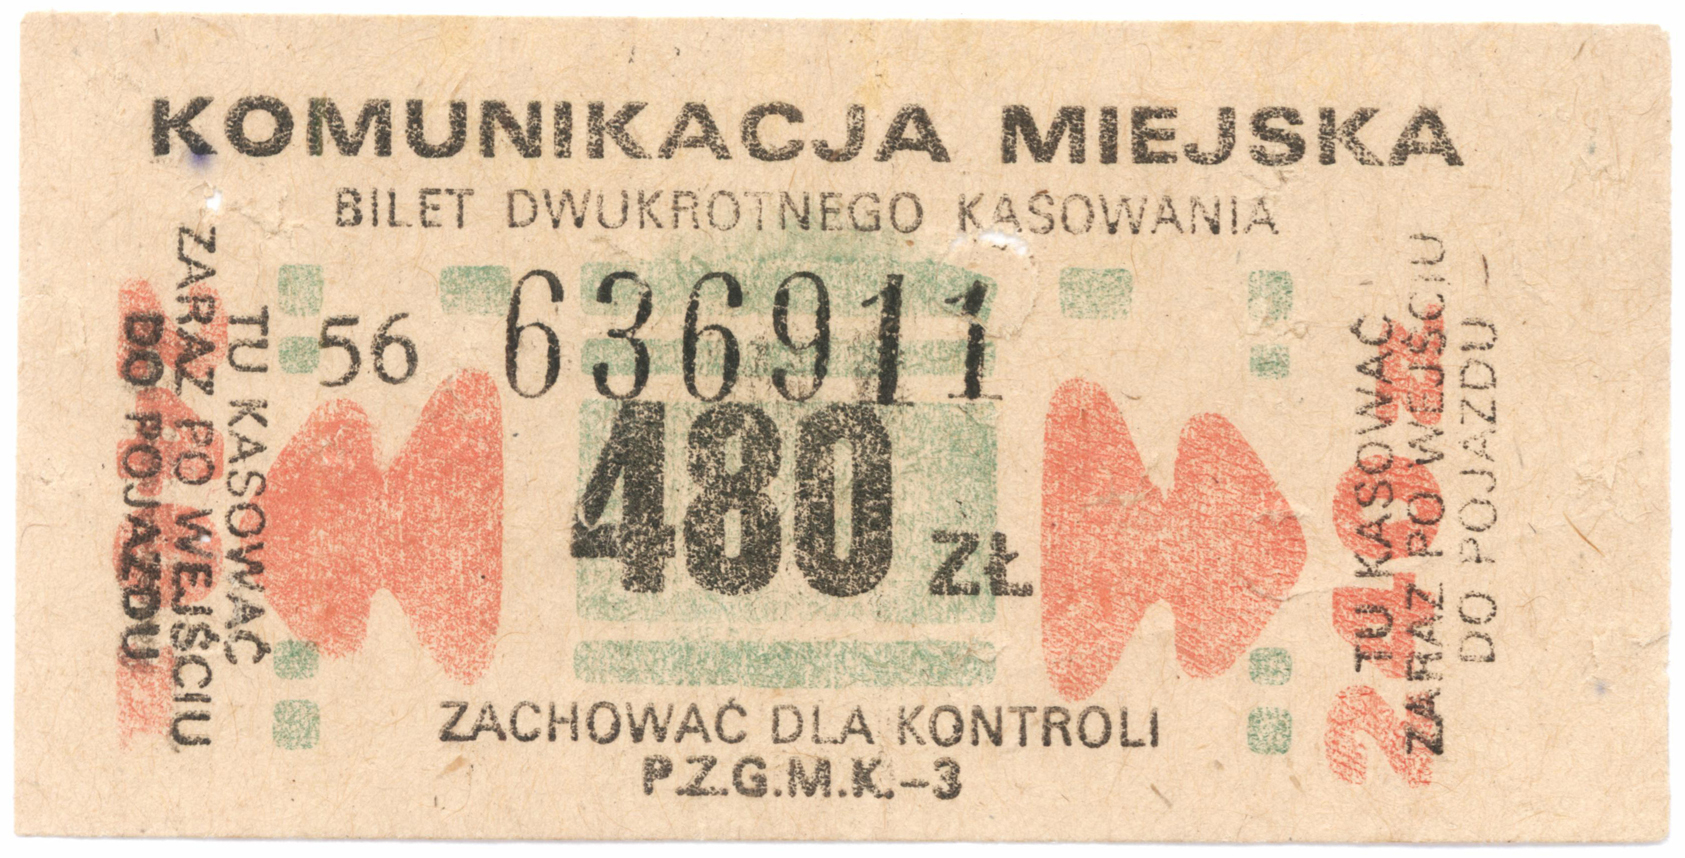 KOMUNIKACJA MIEJSKA
BILET DWUKROTNEGO KASOWANIA
56 636911
480 ZŁ
TU KASOWAĆ
ZARAZ PO WEJŚCIU
DO POJAZDU
TU KASOWAĆ
ZARAZ PO WEJŚCIU
DO POJAZDU
ZACHOWAĆ DLA KONTROLI
P.Z.G.M.K.-3